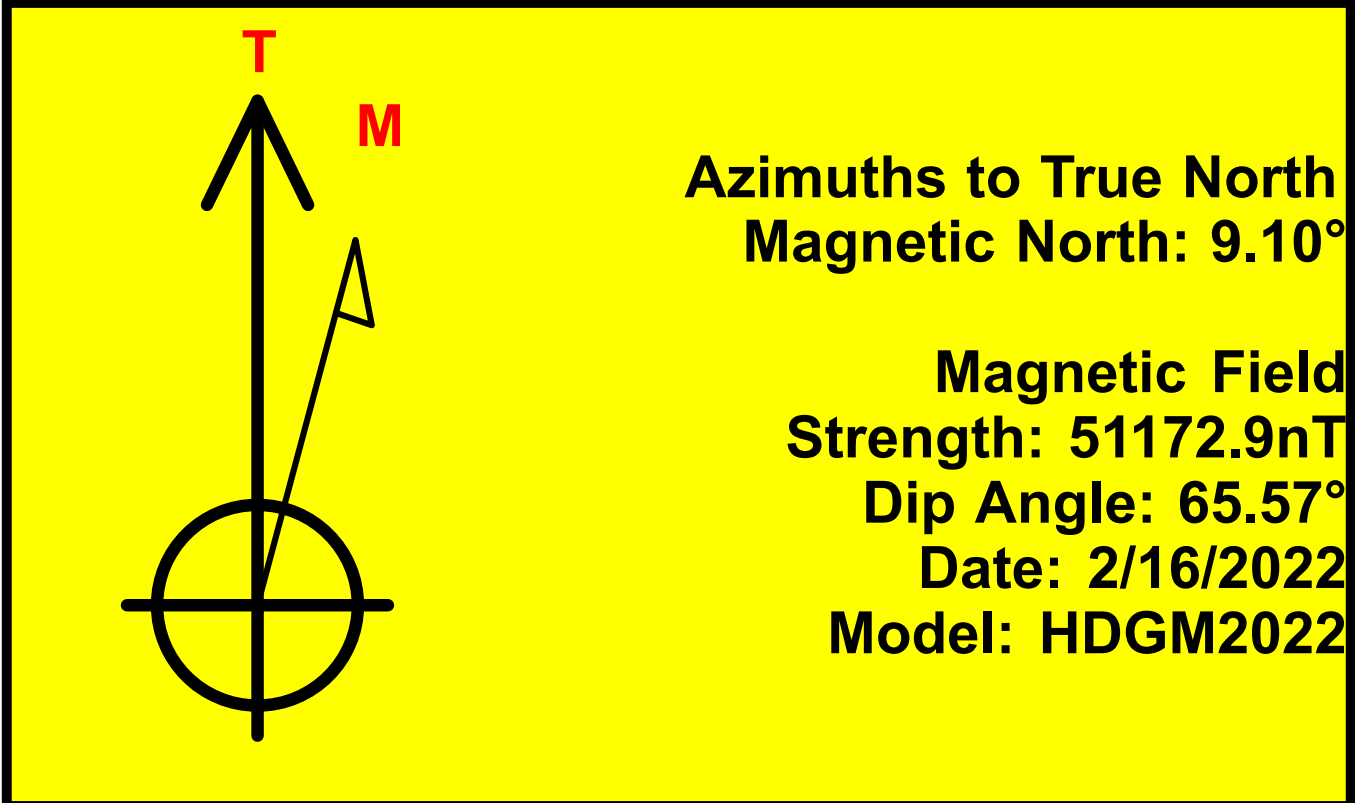 T
M
Azimuths to True North
Magnetic North: 9.10°
Magnetic Field
Strength: 51172.9nT
Dip Angle: 65.57°
Date: 2/16/2022
Model: HDGM2022